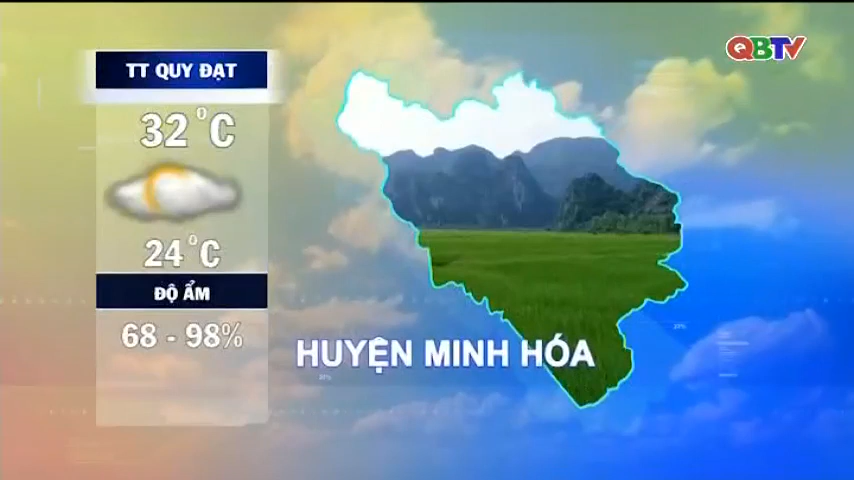 QBTV
TT QUY ĐẠT
32°C
24°C
ĐỘ ẨM
68 - 98%
HUYỆN MINH HÓA